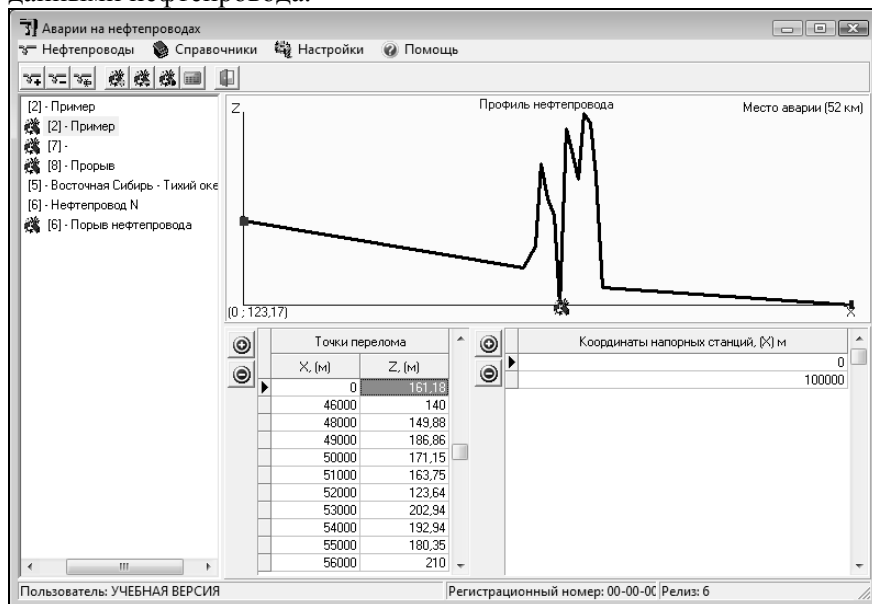 данными нефтепровода.
Аварии на нефтепроводах
Нефтепроводы Справочники Настройки Помощь
[2] - Пример
[2] - Пример
[7] -
[8] - Прорыв
[5] - Восточная Сибирь - Тихий оке
[6] - Нефтепровод N
[6] - Порыв нефтепровода
Z Профиль нефтепровода Место аварии (52 км)
(0 ; 123,17) X
Точки перелома
X, (м) Z, (м)
0 161,18
46000 140
48000 149,88
49000 186,86
50000 171,15
51000 163,75
52000 123,64
53000 202,94
54000 192,94
55000 180,35
56000 210
Координаты напорных станций, (X) м
0
100000
Пользователь: УЧЕБНАЯ ВЕРСИЯ Регистрационный номер: 00-00-00 Релиз: 6